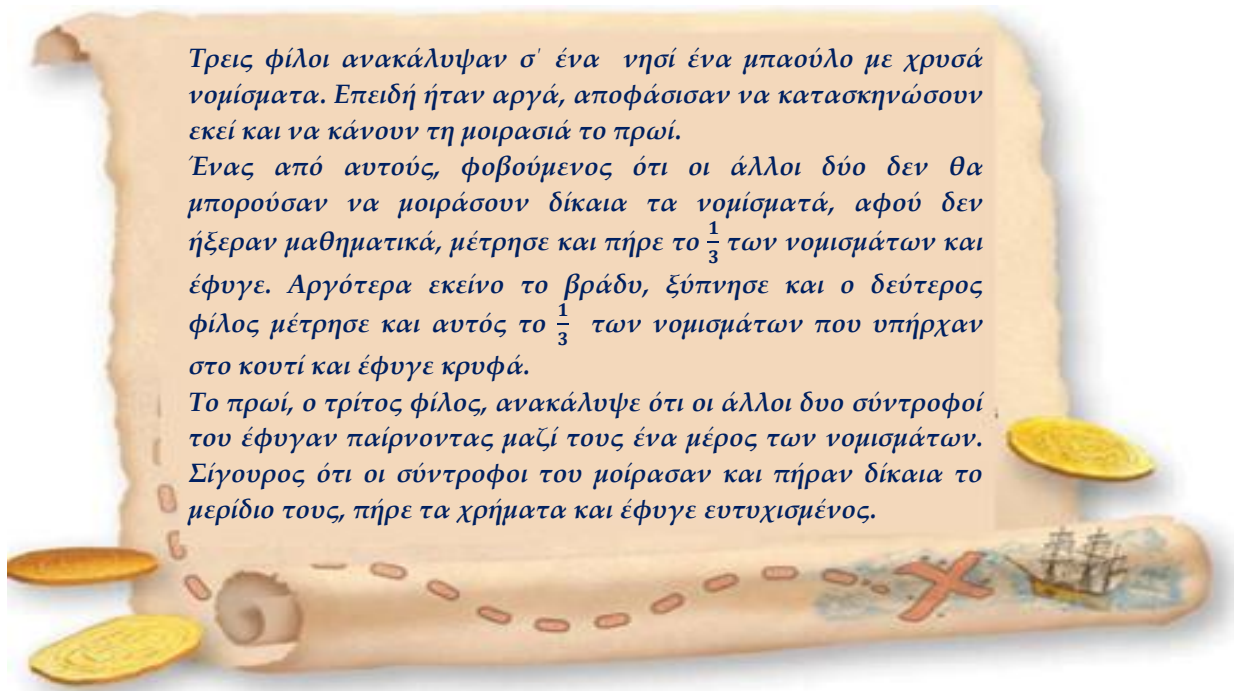 Τρεις φίλοι ανακάλυψαν σ' ένα νησί ένα μπαούλο με χρυσά
νομίσματα. Επειδή ήταν αργά, αποφάσισαν να κατασκηνώσουν
εκεί και να κάνουν τη μοιρασιά το πρωί.
Ένας από αυτούς, φοβούμενος ότι οι άλλοι δύο δεν θα
μπορούσαν να μοιράσουν δίκαια τα νομίσματά, αφού δεν
ήξεραν μαθηματικά, μέτρησε και πήρε το 1/3 των νομισμάτων και
έφυγε. Αργότερα εκείνο το βράδυ, ξύπνησε και ο δεύτερος
φίλος μέτρησε και αυτός το 1/3 των νομισμάτων που υπήρχαν
στο κουτί και έφυγε κρυφά.
Το πρωί, ο τρίτος φίλος, ανακάλυψε ότι οι άλλοι δυο σύντροφοί
του έφυγαν παίρνοντας μαζί τους ένα μέρος των νομισμάτων.
Σίγουρος ότι οι σύντροφοι του μοίρασαν και πήραν δίκαια το
μερίδιο τους, πήρε τα χρήματα και έφυγε ευτυχισμένος.